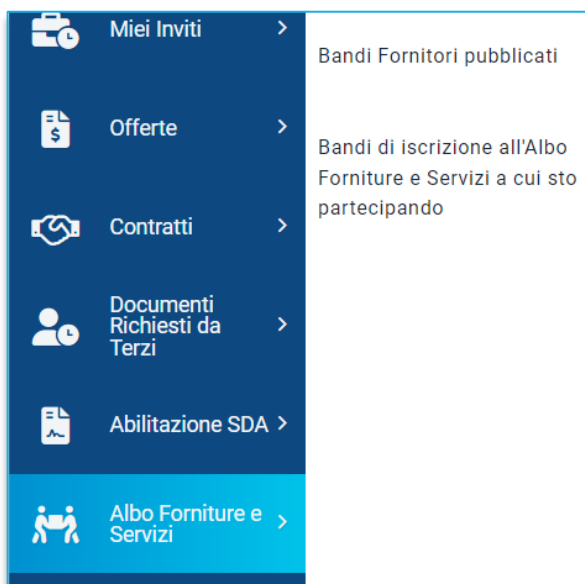 Miei Inviti
Offerte
Contratti
Documenti
Richiesti da
Terzi
Abilitazione SDA
Albo Forniture e
Servizi
Bandi Fornitori pubblicati
Bandi di iscrizione all'Albo
Forniture e Servizi a cui sto
partecipando